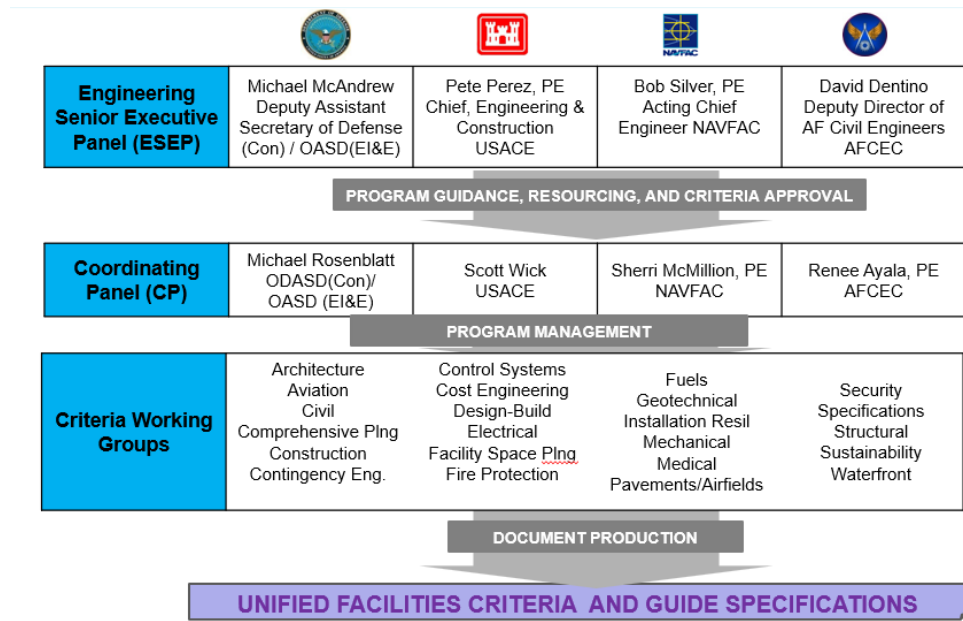 NAVFAC
Engineering
Senior Executive
Panel (ESEP)
Michael McAndrew
Deputy Assistant
Secretary of Defense
(Con) / OASD(EI&E)
Pete Perez, PE
Chief, Engineering &
Construction
USACE
Bob Silver, PE
Acting Chief
Engineer NAVFAC
David Dentino
Deputy Director of
AF Civil Engineers
AFCEC
PROGRAM GUIDANCE, RESOURCING, AND CRITERIA APPROVAL
Coordinating
Panel (CP)
Michael Rosenblatt
ODASD(Con)/
OASD (EI&E)
Scott Wick
USACE
Sherri McMillion, PE
NAVFAC
Renee Ayala, PE
AFCEC
PROGRAM MANAGEMENT
Criteria Working
Groups
Architecture
Aviation
Civil
Comprehensive Plng
Construction
Contingency Eng.
Control Systems
Cost Engineering
Design-Build
Electrical
Facility Space Plng
Fire Protection
Fuels
Geotechnical
Installation Resil
Mechanical
Medical
Pavements/Airfields
Security
Specifications
Structural
Sustainability
Waterfront
DOCUMENT PRODUCTION
UNIFIED FACILITIES CRITERIA AND GUIDE SPECIFICATIONS